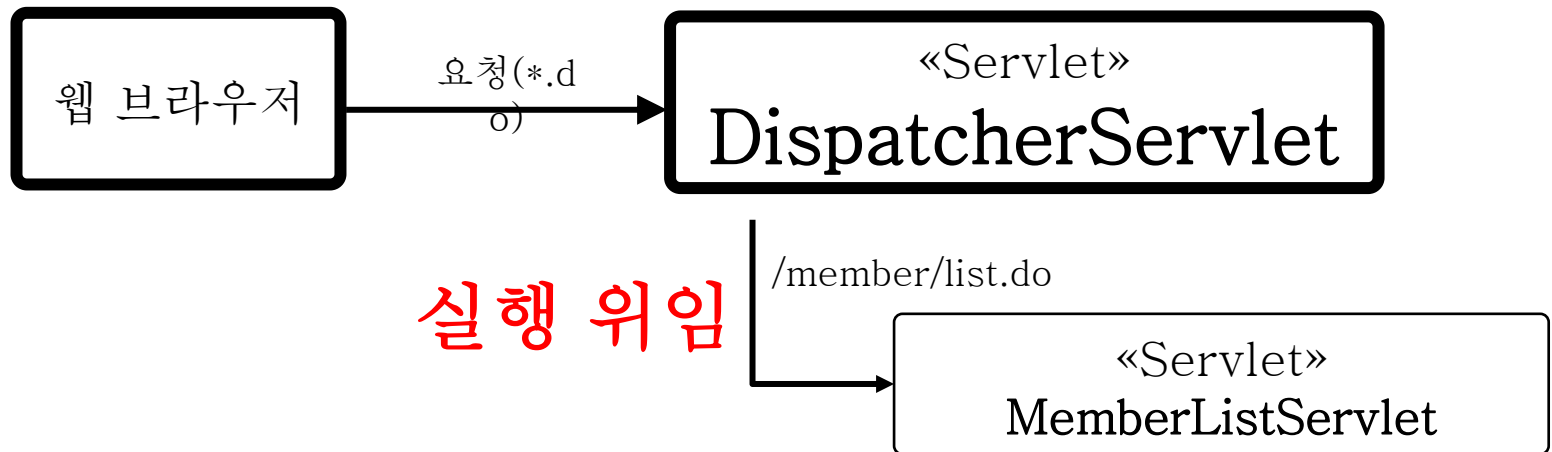 웹 브라우저
요청(*.d
o)
«Servlet»
DispatcherServlet
/member/list.do
실행 위임
«Servlet»
MemberListServlet